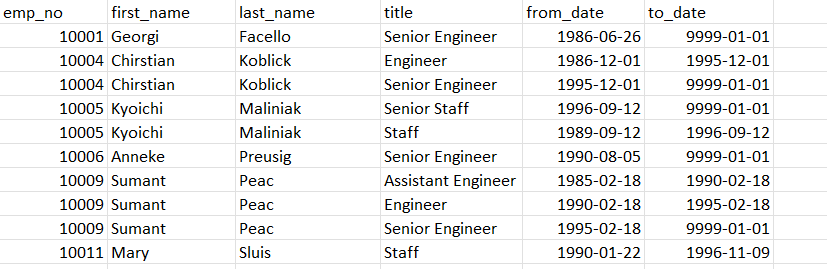 emp_no first_name last_name title from_date to_date
10001 Georgi Facello Senior Engineer 1986-06-26 9999-01-01
10004 Chirstian Koblick Engineer 1986-12-01 1995-12-01
10004 Chirstian Koblick Senior Engineer 1995-12-01 9999-01-01
10005 Kyoichi Maliniak Senior Staff 1996-09-12 9999-01-01
10005 Kyoichi Maliniak Staff 1989-09-12 1996-09-12
10006 Anneke Preusig Senior Engineer 1990-08-05 9999-01-01
10009 Sumant Peac Assistant Engineer 1985-02-18 1990-02-18
10009 Sumant Peac Engineer 1990-02-18 1995-02-18
10009 Sumant Peac Senior Engineer 1995-02-18 9999-01-01
10011 Mary Sluis Staff 1990-01-22 1996-11-09